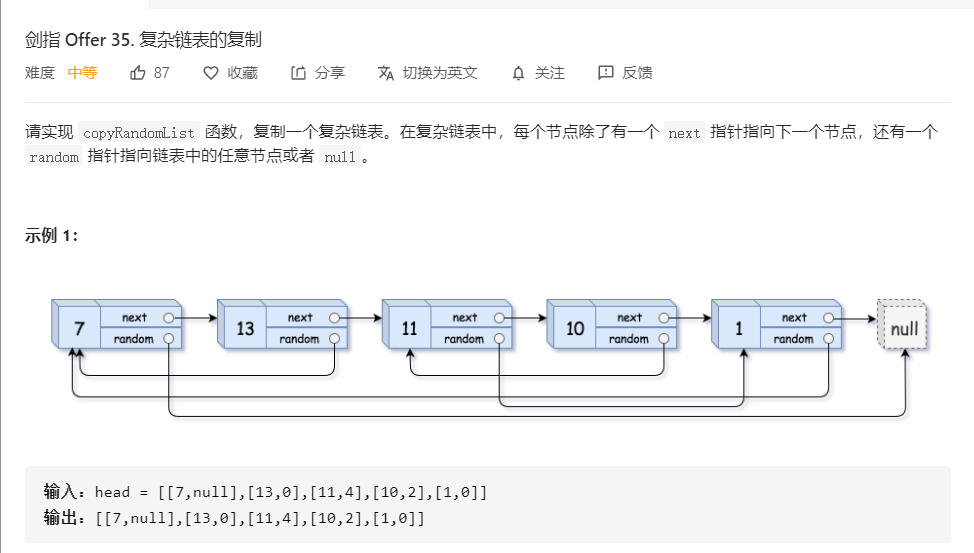 剑指 Offer 35. 复杂链表的复制
难度 中等 87 收藏 分享 切换为英文 关注 反馈
请实现 copyRandomList 函数，复制一个复杂链表。在复杂链表中，每个节点除了有一个 next 指针指向下一个节点，还有一个
random 指针指向链表中的任意节点或者 null 。
示例 1：
7 next random 13 next random 11 next random 10 next random 1 next random null
输入：head = [[7,null],[13,0],[11,4],[10,2],[1,0]]
输出：[[7,null],[13,0],[11,4],[10,2],[1,0]]